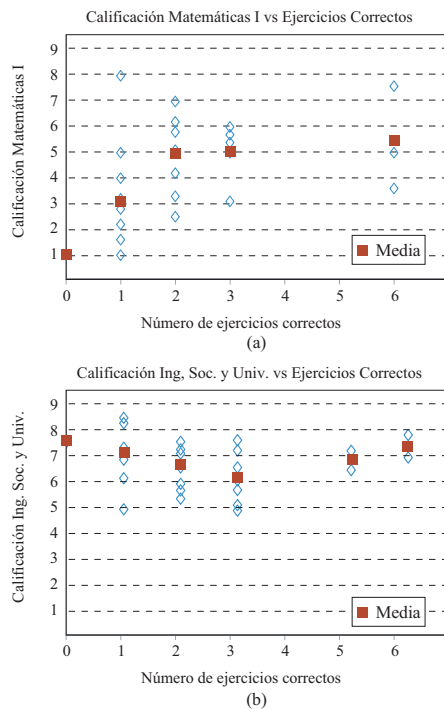 Calificación Matemáticas I vs Ejercicios Correctos
Calificación Matemáticas I
9
8
7
6
5
4
3
2
1
Media
0 1 2 3 4 5 6
Número de ejercicios correctos
(a)
Calificación Ing, Soc. y Univ. vs Ejercicios Correctos
Calificación Ing. Soc. y Univ.
9
8
7
6
5
4
3
2
1
Media
0 1 2 3 4 5 6
Número de ejercicios correctos
(b)